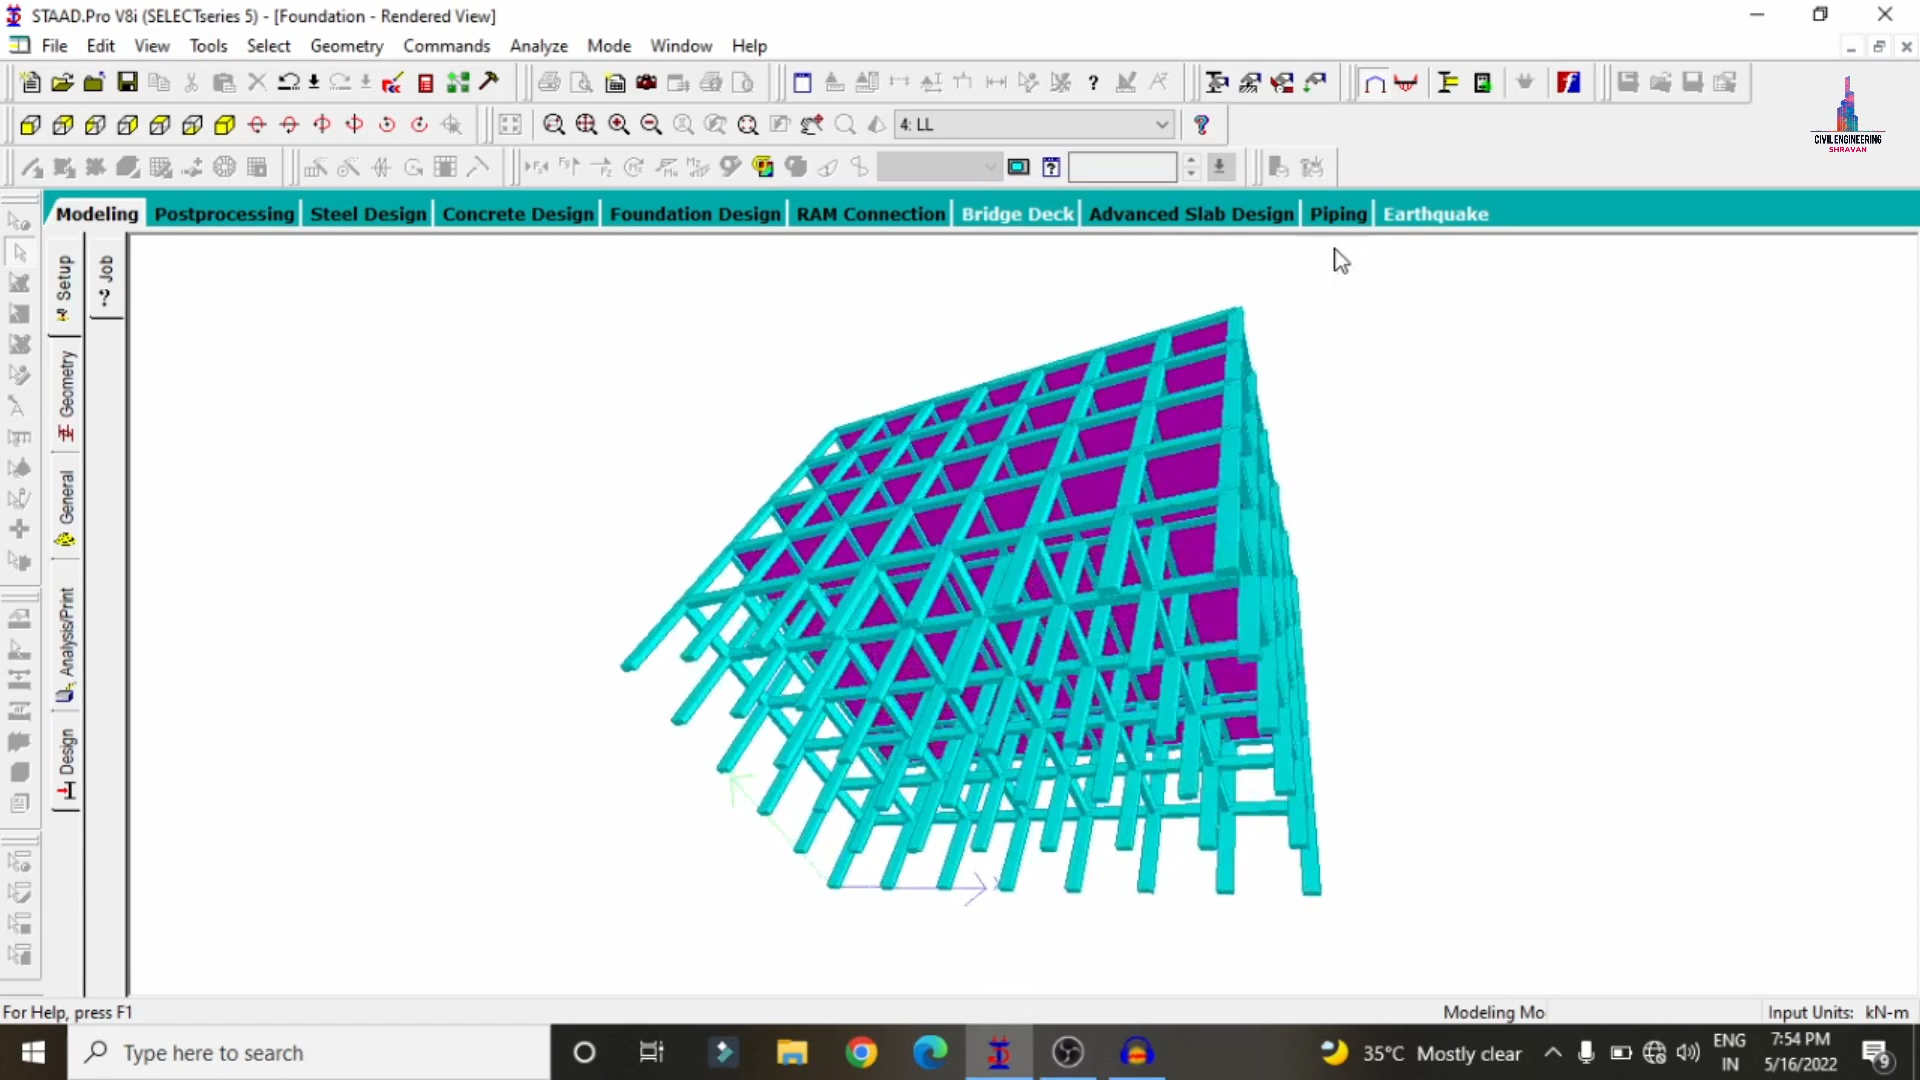 STAAD.Pro V8i (SELECTseries 5) - [Foundation - Rendered View]
File Edit View Tools Select Geometry Commands Analyze Mode Window Help
4: LL
CIVILENGINEERING
SHRAVAN
Modeling Postprocessing Steel Design Concrete Design Foundation Design RAM Connection Bridge Deck Advanced Slab Design Piping Earthquake
Setup
Job
Geometry
General
Analysis/Print
Design
For Help, press F1
Modeling Mo
Input Units: kN-m
Type here to search
35°C Mostly clear
ENG
IN
7:54 PM
5/16/2022
9